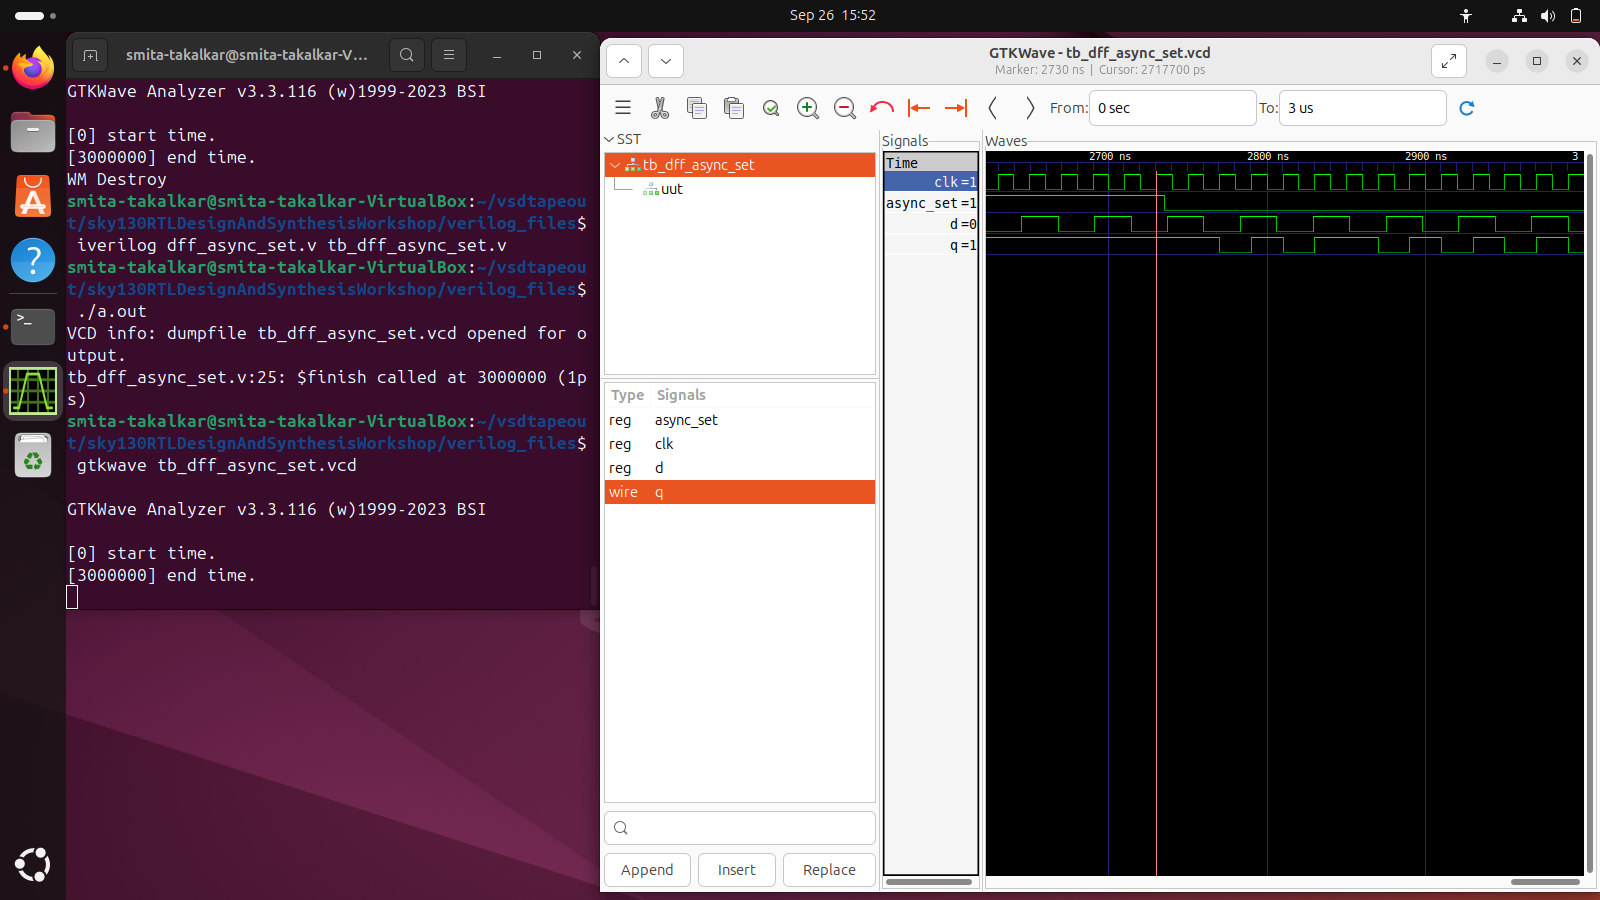 Sep 26 15:52
smita-takalkar@smita-takalkar-V...
GTKWave Analyzer v3.3.116 (w)1999-2023 BSI
[0] start time.
[3000000] end time.
WM Destroy
smita-takalkar@smita-takalkar-VirtualBox:~/vsdtapeou
t/sky130RTLDesignAndSynthesisWorkshop/verilog_files$
iverilog dff_async_set.v tb_dff_async_set.v
smita-takalkar@smita-takalkar-VirtualBox:~/vsdtapeou
t/sky130RTLDesignAndSynthesisWorkshop/verilog_files$
./a.out
VCD info: dumpfile tb_dff_async_set.vcd opened for o
utput.
tb_dff_async_set.v:25: $finish called at 3000000 (1p
s)
smita-takalkar@smita-takalkar-VirtualBox:~/vsdtapeou
t/sky130RTLDesignAndSynthesisWorkshop/verilog_files$
gtkwave tb_dff_async_set.vcd
GTKWave Analyzer v3.3.116 (w)1999-2023 BSI
[0] start time.
[3000000] end time.
GTKWave - tb_dff_async_set.vcd
Marker: 2730 ns | Cursor: 2717700 ps
From: 0 sec To: 3 us
SST
tb_dff_async_set
uut
Type Signals
reg async_set
reg clk
reg d
wire q
Append Insert Replace
Signals
Time
clk=1
async_set=1
d=0
q=1
Waves
2700 ns 2800 ns 2900 ns 3